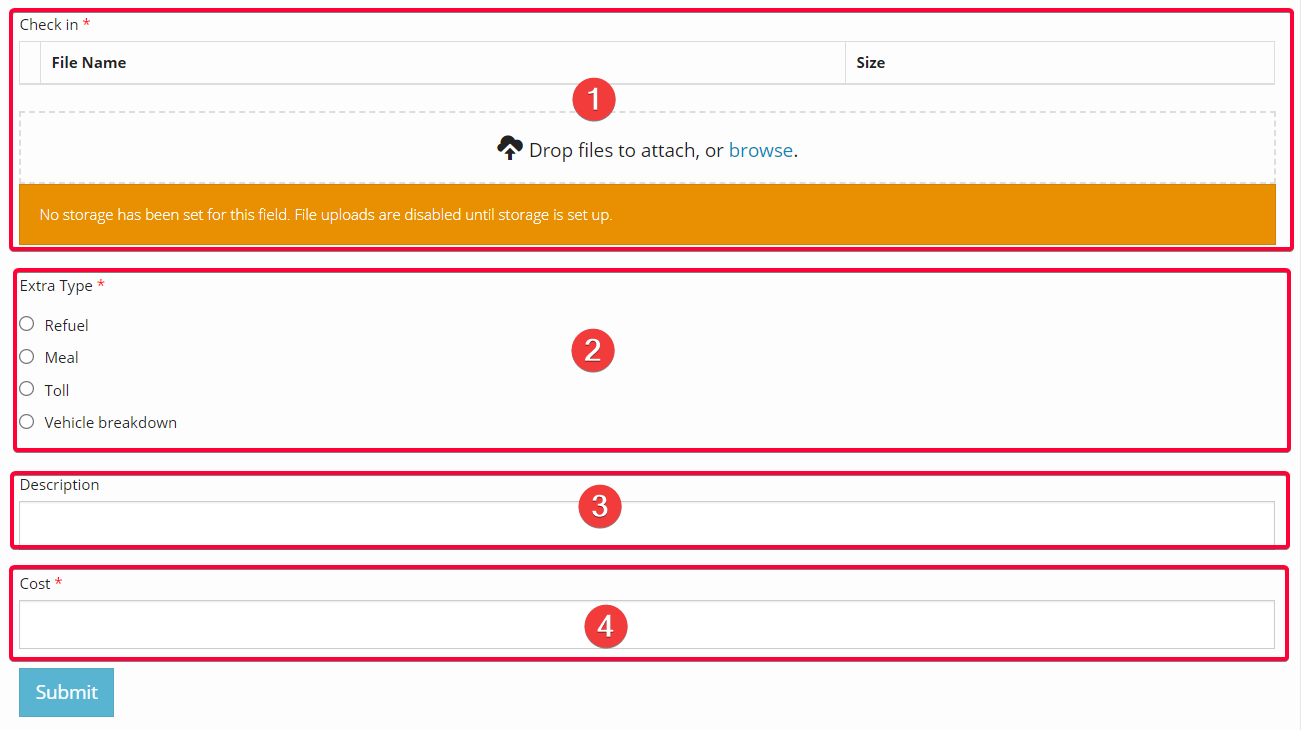 Check in *
File Name Size
1
Drop files to attach, or browse.
No storage has been set for this field. File uploads are disabled until storage is set up.
Extra Type *
Refuel
2
Meal
Toll
Vehicle breakdown
Description
3
Cost *
4
Submit